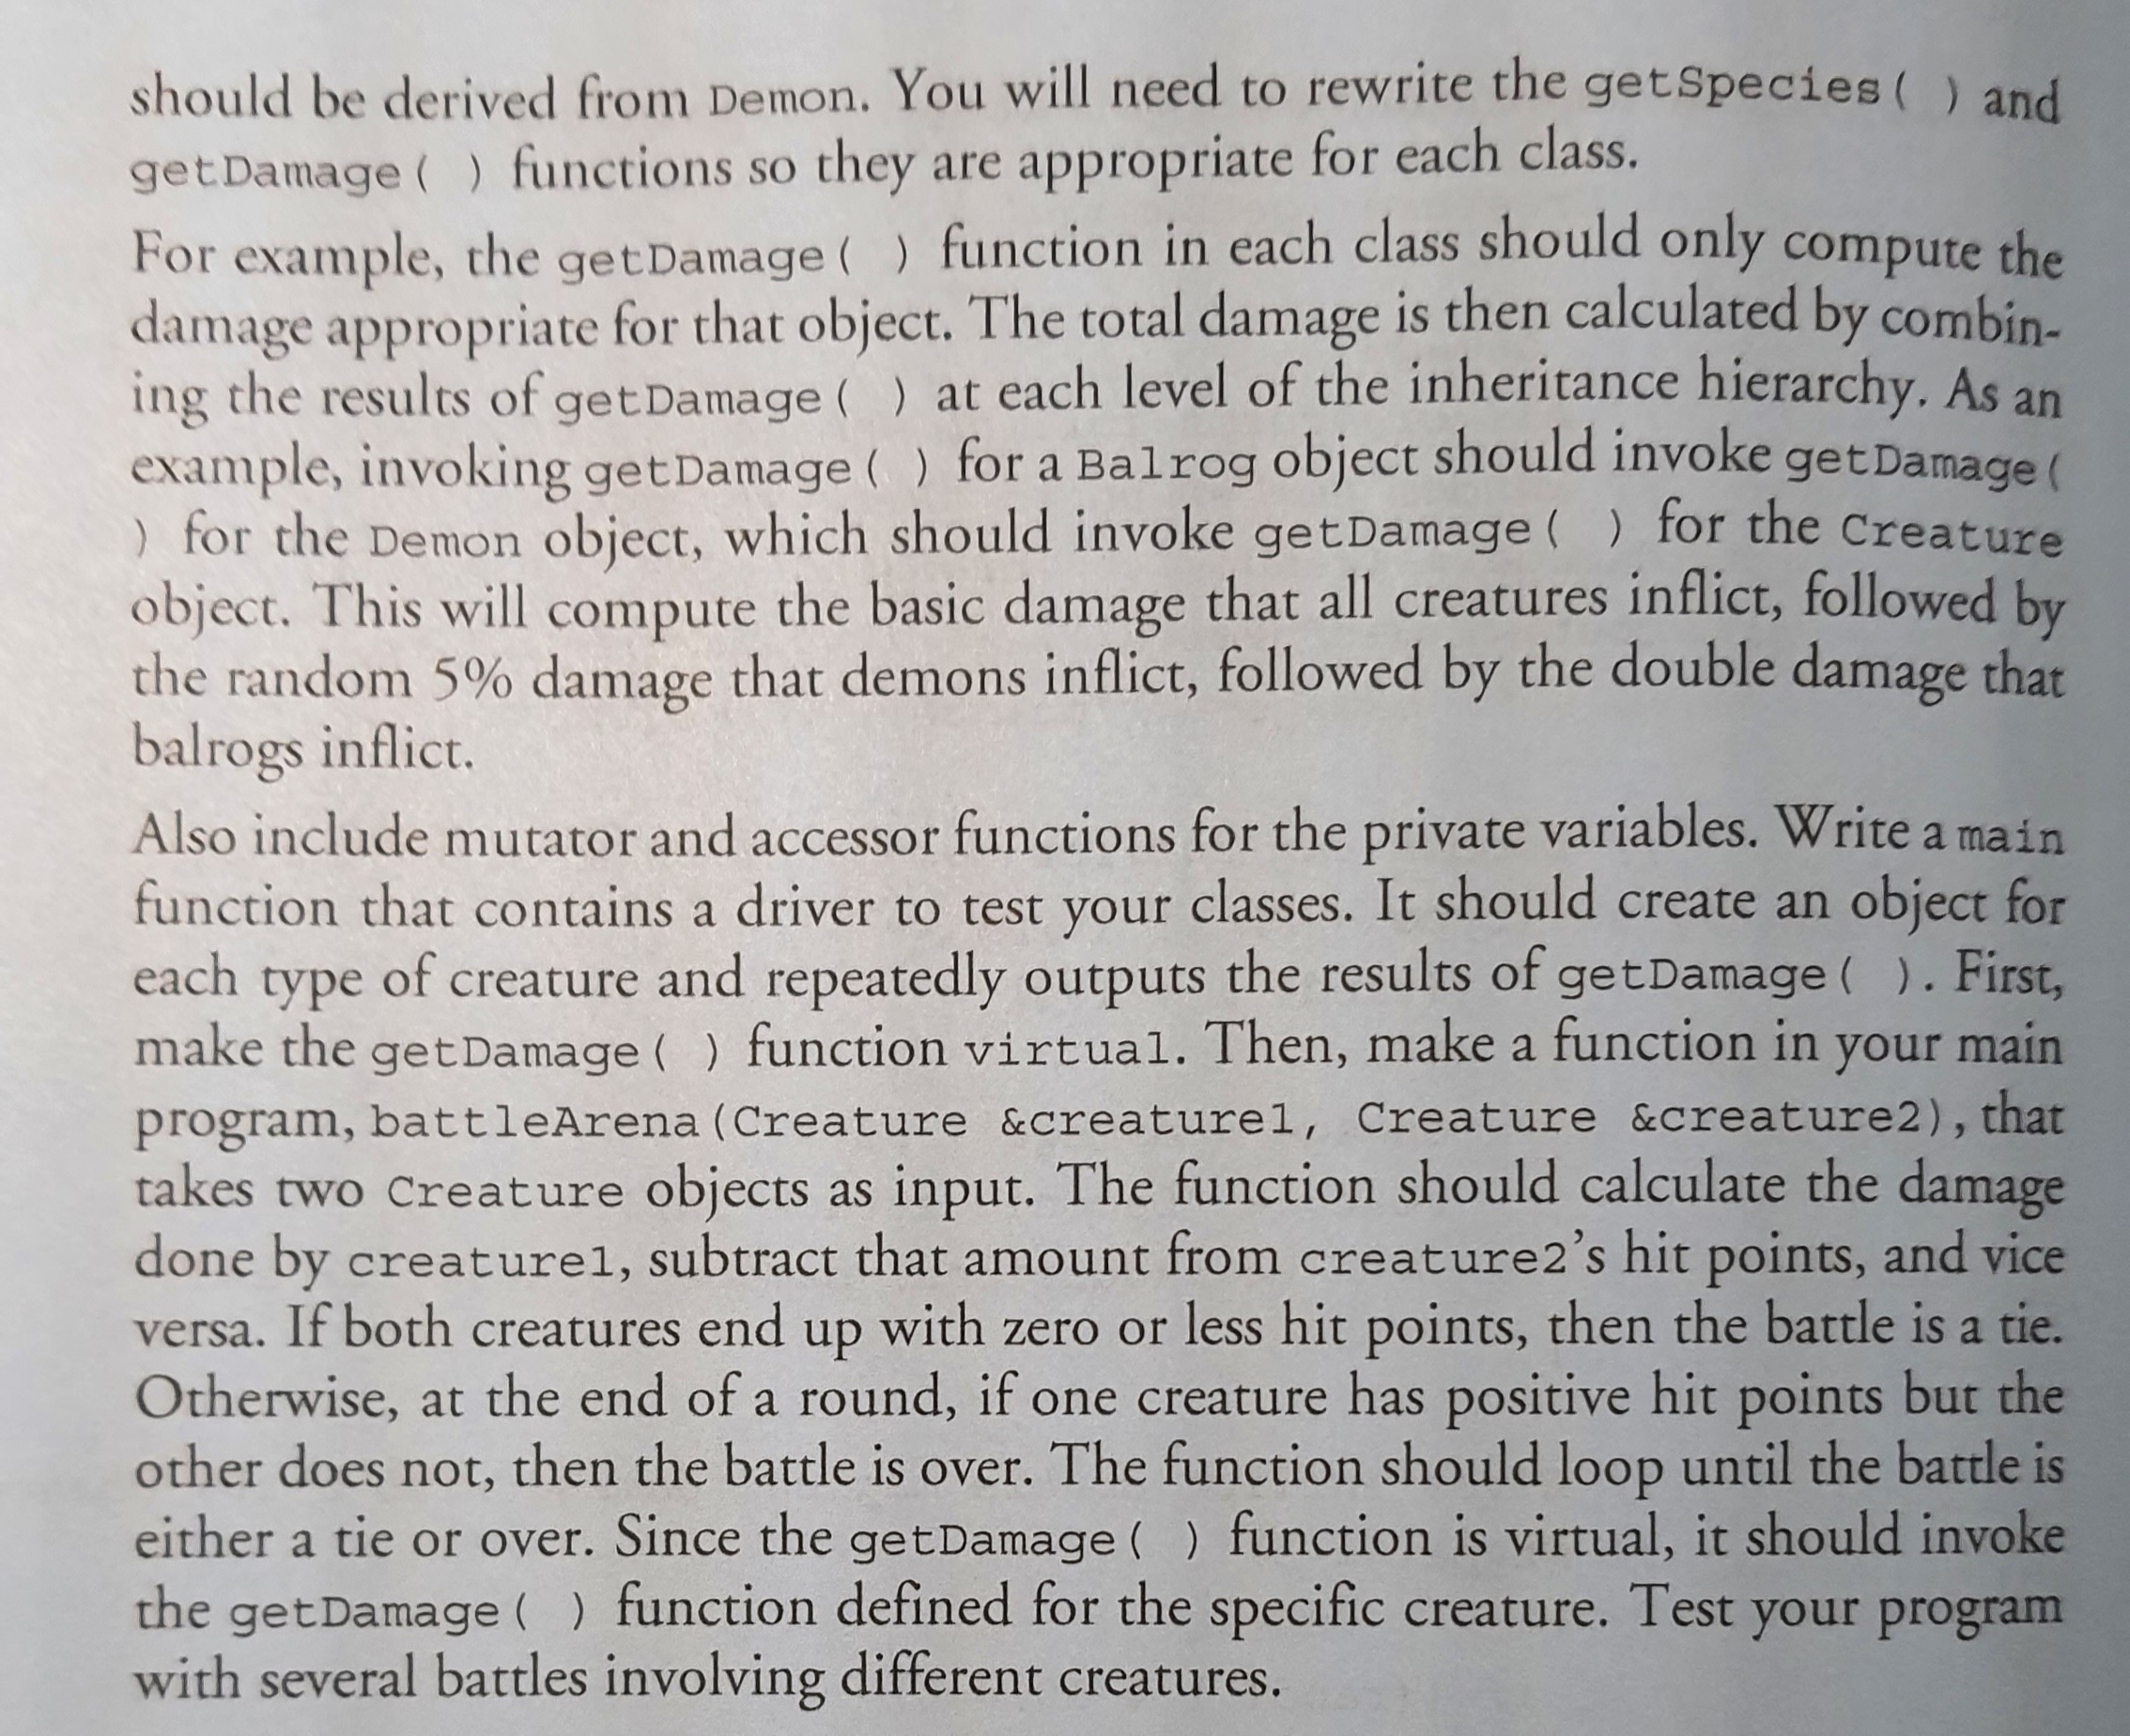 should be derived from Demon. You will need to rewrite the getSpecies( ) and
getDamage( ) functions so they are appropriate for each class.
For example, the getDamage( ) function in each class should only compute the
damage appropriate for that object. The total damage is then calculated by combin-
ing the results of getDamage( ) at each level of the inheritance hierarchy. As an
example, invoking getDamage( ) for a Balrog object should invoke getDamage(
) for the Demon object, which should invoke getDamage( ) for the Creature
object. This will compute the basic damage that all creatures inflict, followed by
the random 5% damage that demons inflict, followed by the double damage that
balrogs inflict.
Also include mutator and accessor functions for the private variables. Write a main
function that contains a driver to test your classes. It should create an object for
each type of creature and repeatedly outputs the results of getDamage( ). First,
make the getDamage( ) function virtual. Then, make a function in your main
program, battleArena(Creature &creature1, Creature &creature2), that
takes two Creature objects as input. The function should calculate the damage
done by creature1, subtract that amount from creature2's hit points, and vice
versa. If both creatures end up with zero or less hit points, then the battle is a tie.
Otherwise, at the end of a round, if one creature has positive hit points but the
other does not, then the battle is over. The function should loop until the battle is
either a tie or over. Since the getDamage( ) function is virtual, it should invoke
the getDamage( ) function defined for the specific creature. Test your program
with several battles involving different creatures.